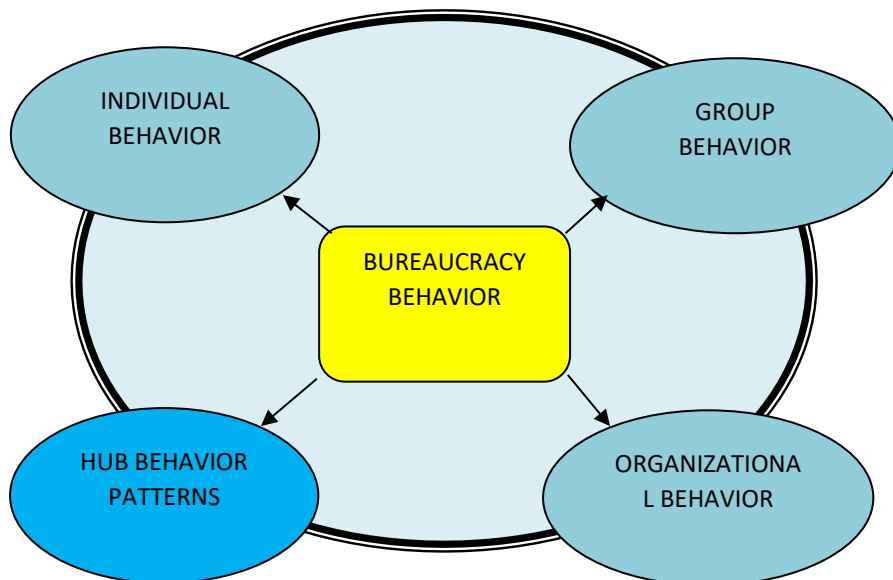 INDIVIDUAL
BEHAVIOR
GROUP
BEHAVIOR
BUREAUCRACY
BEHAVIOR
HUB BEHAVIOR
PATTERNS
ORGANIZATIONA
L BEHAVIOR